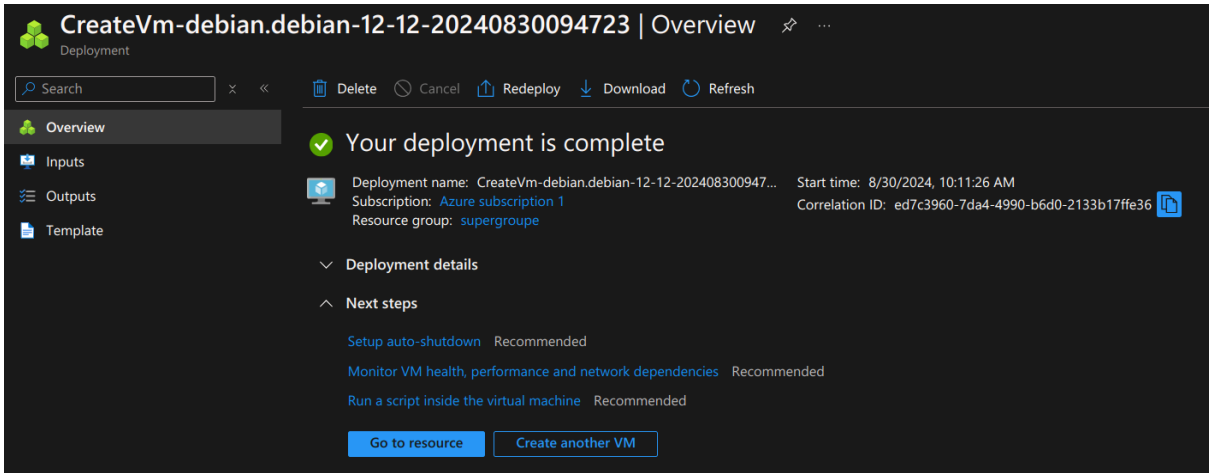 CreateVm-debian.debian-12-12-20240830094723 | Overview ...
Deployment
Search
Delete Cancel Redeploy Download Refresh
Overview
Inputs
Outputs
Template
Your deployment is complete
Deployment name: CreateVm-debian.debian-12-12-202408300947...
Subscription: Azure subscription 1
Resource group: supergroupe
Start time: 8/30/2024, 10:11:26 AM
Correlation ID: ed7c3960-7da4-4990-b6d0-2133b17ffe36
Deployment details
Next steps
Setup auto-shutdown Recommended
Monitor VM health, performance and network dependencies Recommended
Run a script inside the virtual machine Recommended
Go to resource Create another VM